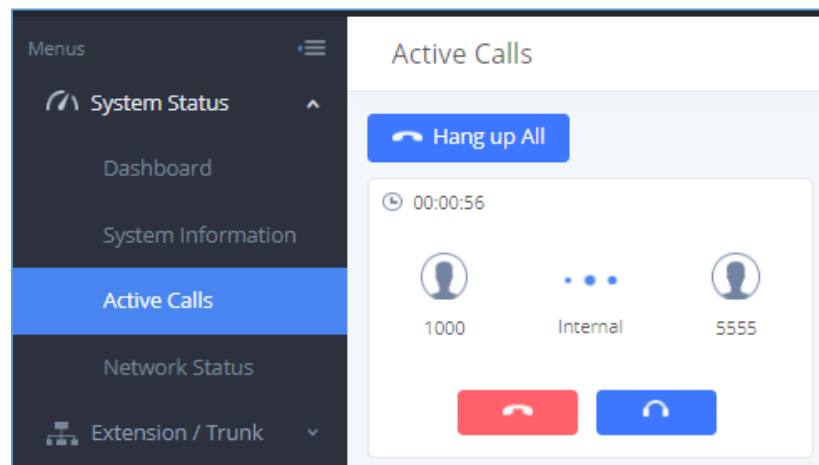 Menus
System Status
Dashboard
System Information
Active Calls
Network Status
Extension / Trunk
Active Calls
Hang up All
00:00:56
1000 Internal 5555